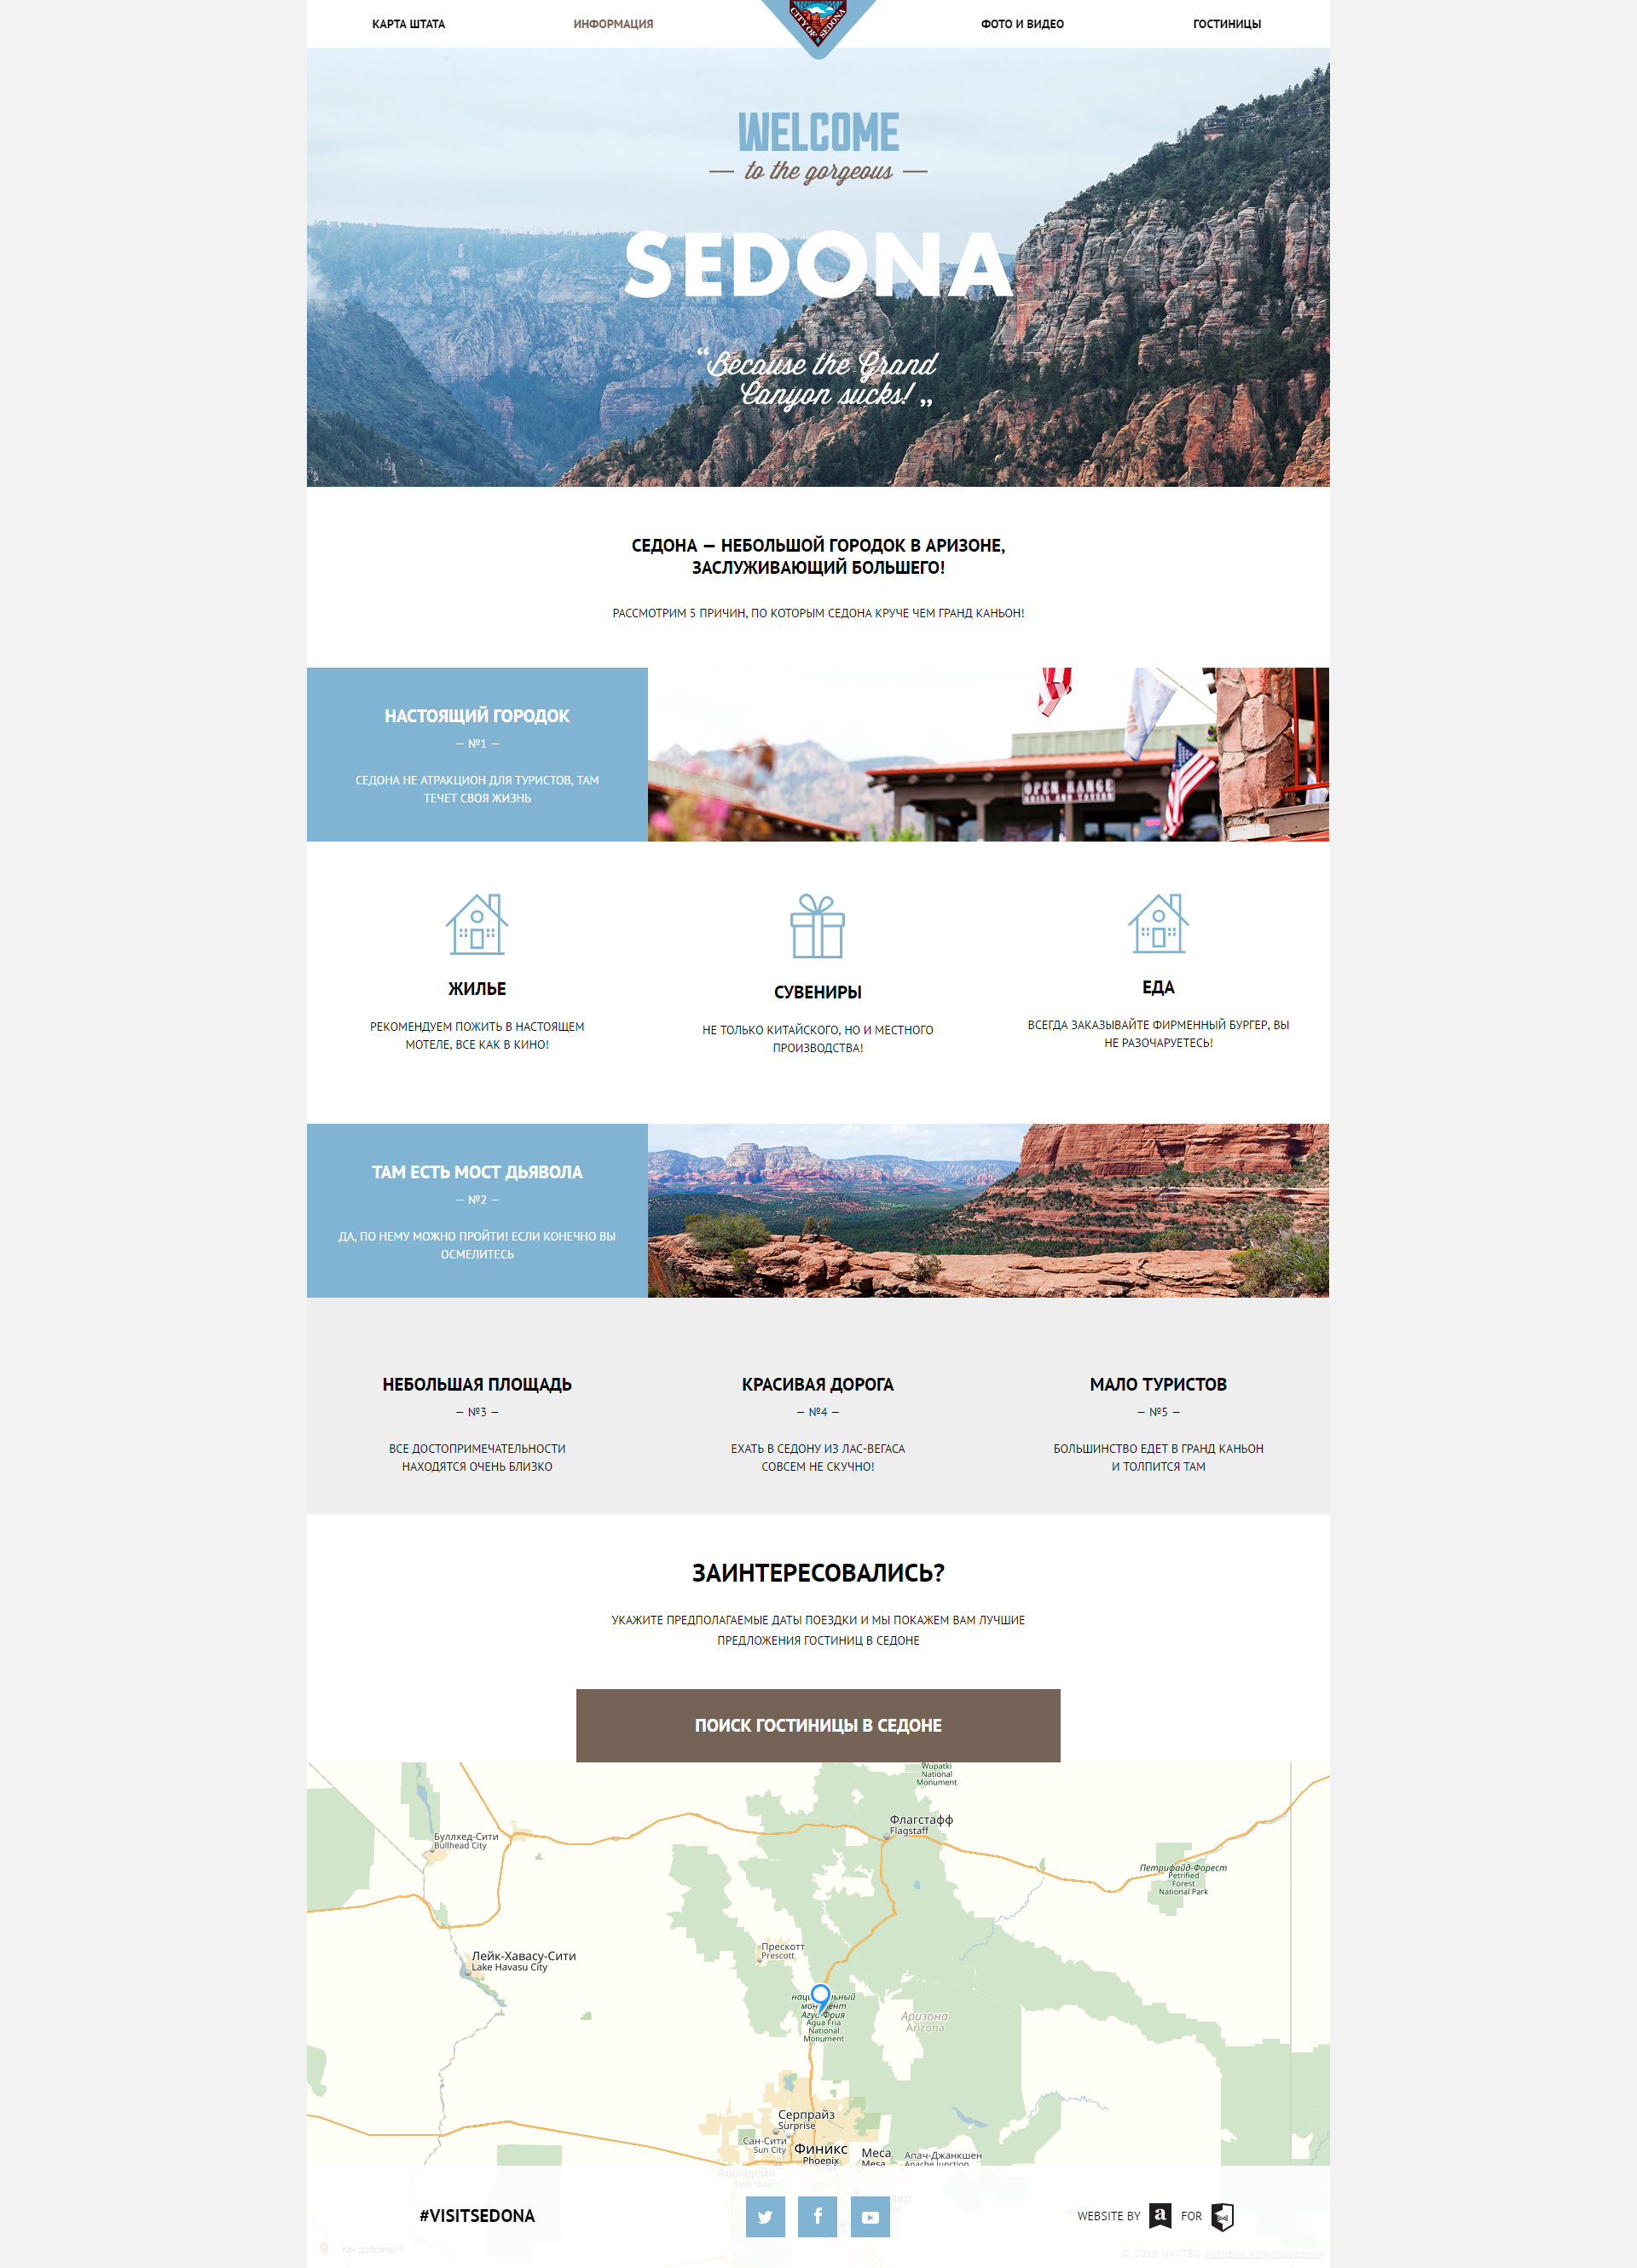 КАРТА ШТАТА
ИНФОРМАЦИЯ
CITY OF SEDONA
ФОТО И ВИДЕО
ГОСТИНИЦЫ
WELCOME
— to the gorgeous —
SEDONA
“Because the Grand
Canyon sucks! „
СЕДОНА — НЕБОЛЬШОЙ ГОРОДОК В АРИЗОНЕ,
ЗАСЛУЖИВАЮЩИЙ БОЛЬШЕГО!
РАССМОТРИМ 5 ПРИЧИН, ПО КОТОРЫМ СЕДОНА КРУЧЕ ЧЕМ ГРАНД КАНЬОН!
НАСТОЯЩИЙ ГОРОДОК
— №1 —
СЕДОНА НЕ АТРАКЦИОН ДЛЯ ТУРИСТОВ, ТАМ
ТЕЧЕТ СВОЯ ЖИЗНЬ
OPEN RANGE
ЖИЛЬЕ
РЕКОМЕНДУЕМ ПОЖИТЬ В НАСТОЯЩЕМ
МОТЕЛЕ, ВСЕ КАК В КИНО!
СУВЕНИРЫ
НЕ ТОЛЬКО КИТАЙСКОГО, НО И МЕСТНОГО
ПРОИЗВОДСТВА!
ЕДА
ВСЕГДА ЗАКАЗЫВАЙТЕ ФИРМЕННЫЙ БУРГЕР, ВЫ
НЕ РАЗОЧАРУЕТЕСЬ!
ТАМ ЕСТЬ МОСТ ДЬЯВОЛА
— №2 —
ДА, ПО НЕМУ МОЖНО ПРОЙТИ! ЕСЛИ КОНЕЧНО ВЫ
ОСМЕЛИТЕСЬ
НЕБОЛЬШАЯ ПЛОЩАДЬ
— №3 —
ВСЕ ДОСТОПРИМЕЧАТЕЛЬНОСТИ
НАХОДЯТСЯ ОЧЕНЬ БЛИЗКО
КРАСИВАЯ ДОРОГА
— №4 —
ЕХАТЬ В СЕДОНУ ИЗ ЛАС-ВЕГАСА
СОВСЕМ НЕ СКУЧНО!
МАЛО ТУРИСТОВ
— №5 —
БОЛЬШИНСТВО ЕДЕТ В ГРАНД КАНЬОН
И ТОЛПИТСЯ ТАМ
ЗАИНТЕРЕСОВАЛИСЬ?
УКАЖИТЕ ПРЕДПОЛАГАЕМЫЕ ДАТЫ ПОЕЗДКИ И МЫ ПОКАЖЕМ ВАМ ЛУЧШИЕ
ПРЕДЛОЖЕНИЯ ГОСТИНИЦ В СЕДОНЕ
ПОИСК ГОСТИНИЦЫ В СЕДОНЕ
Wupatki
National
Monument
Флагстафф
Flagstaff
Буллхед-Сити
Bullhead City
Петрифайд-Форест
Petrified
Forest
National Park
Прескотт
Prescott
Лейк-Хавасу-Сити
Lake Havasu City
национальный
монумент
Агуа-Фрия
Agua Fria
National
Monument
Аризона
Arizona
Серпрайз
Surprise
Сан-Сити
Sun City
Финикс
Phoenix
Меса
Mesa
Апач-Джанкшен
Apache Junction
Авондейл
Avondale
#VISITSEDONA
WEBSITE BY a FOR
Как добраться
© 2013 NAVTEQ Условия использования